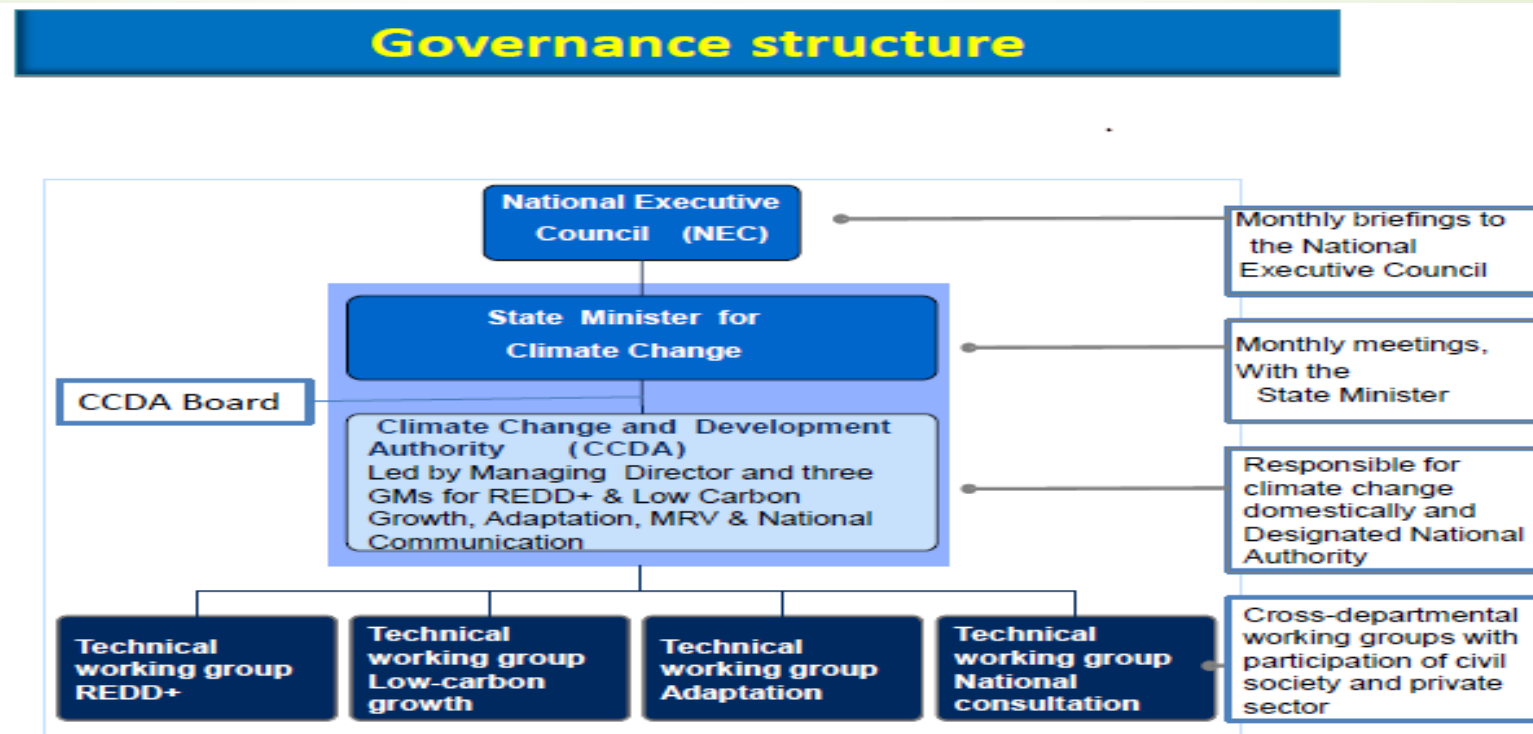 Governance structure
National Executive
Council (NEC)
Monthly briefings to
the National
Executive Council
State Minister for
Climate Change
Monthly meetings,
With the
State Minister
CCDA Board
Climate Change and Development
Authority (CCDA)
Led by Managing Director and three
GMs for REDD+ & Low Carbon
Growth, Adaptation, MRV & National
Communication
Responsible for
climate change
domestically and
Designated National
Authority
Technical
working group
REDD+
Technical
working group
Low-carbon
growth
Technical
working group
Adaptation
Technical
working group
National
consultation
Cross-departmental
working groups with
participation of civil
society and private
sector